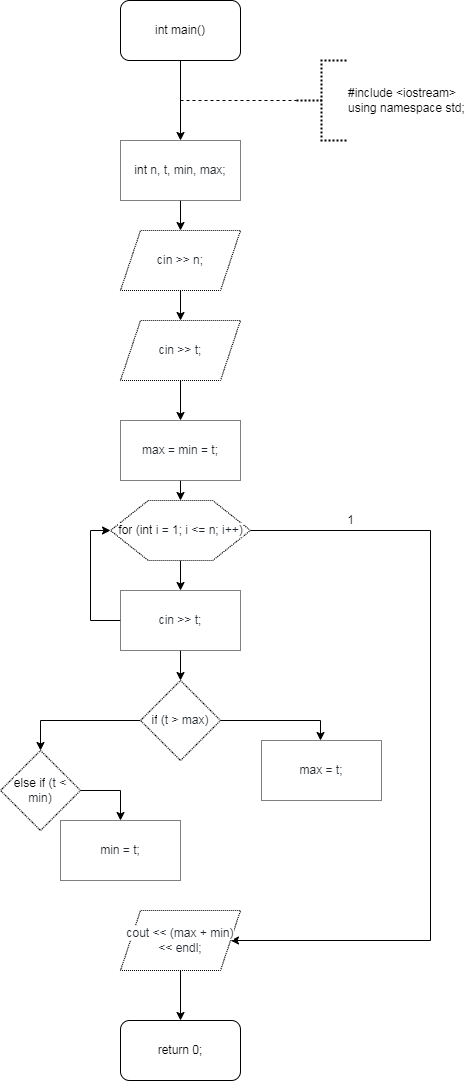 int main()
#include <iostream>
using namespace std;
int n, t, min, max;
cin >> n;
cin >> t;
max = min = t;
for (int i = 1; i <= n; i++)
1
cin >> t;
if (t > max)
max = t;
else if (t <
min)
min = t;
cout << (max + min)
<< endl;
return 0;